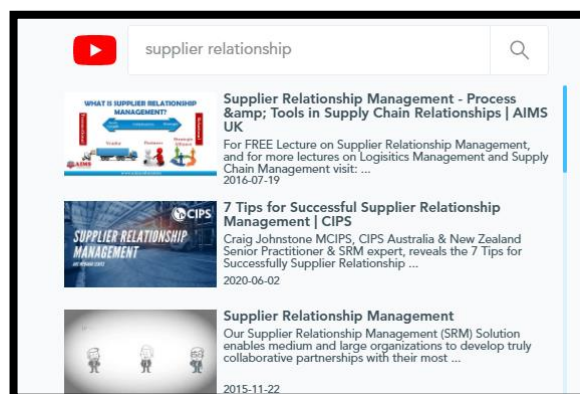 supplier relationship
WHAT IS SUPPLIER RELATIONSHIP
MANAGEMENT?
AIMS
Supplier Relationship Management - Process
&amp; Tools in Supply Chain Relationships | AIMS
UK
For FREE Lecture on Supplier Relationship Management,
and for more lectures on Logisitics Management and Supply
Chain Management visit: ...
2016-07-19
CIPS
SUPPLIER RELATIONSHIP
MANAGEMENT
7 Tips for Successful Supplier Relationship
Management | CIPS
Craig Johnstone MCIPS, CIPS Australia & New Zealand
Senior Practitioner & SRM expert, reveals the 7 Tips for
Successfully Supplier Relationship ...
2020-06-02
Supplier Relationship Management
Our Supplier Relationship Management (SRM) Solution
enables medium and large organizations to develop truly
collaborative partnerships with their most ...
2015-11-22